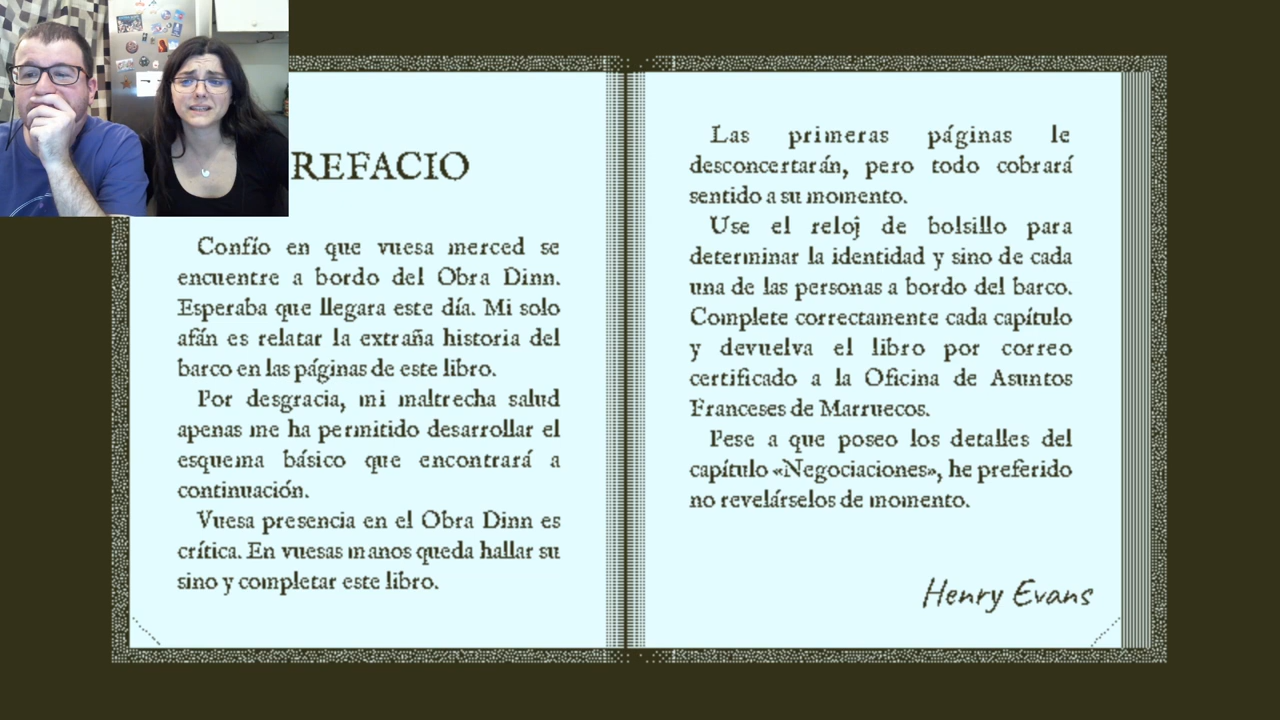 REFACIO
Confío en que vuesa merced se
encuentre a bordo del Obra Dinn.
Esperaba que llegara este día. Mi solo
afán es relatar la extraña historia del
barco en las páginas de este libro.
Por desgracia, mi maltrecha salud
apenas me ha permitido desarrollar el
esquema básico que encontrará a
continuación.
Vuesa presencia en el Obra Dinn es
crítica. En vuesas manos queda hallar su
sino y completar este libro.
Las primeras páginas le
desconcertarán, pero todo cobrará
sentido a su momento.
Use el reloj de bolsillo para
determinar la identidad y sino de cada
una de las personas a bordo del barco.
Complete correctamente cada capítulo
y devuelva el libro por correo
certificado a la Oficina de Asuntos
Franceses de Marruecos.
Pese a que poseo los detalles del
capítulo «Negociaciones», he preferido
no revelárselos de momento.
Henry Evans